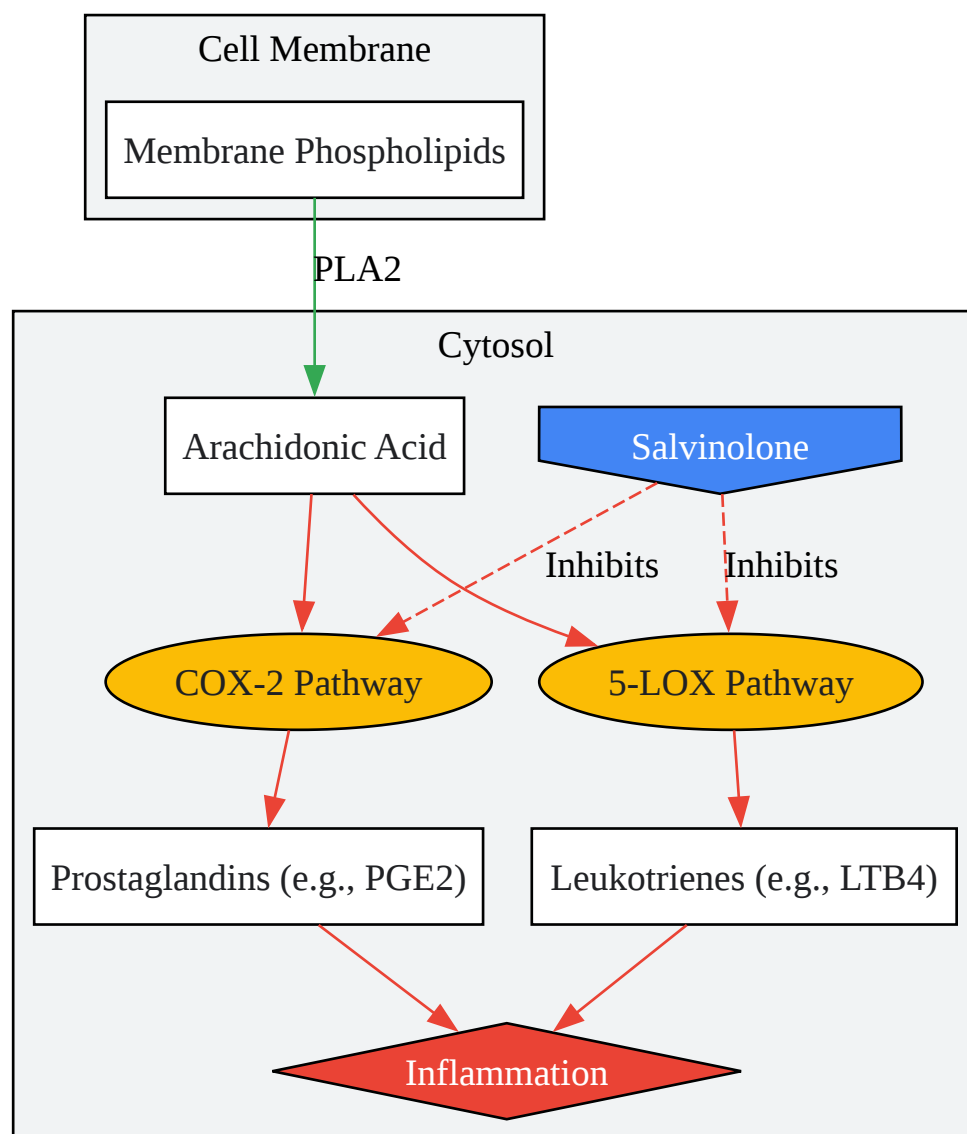 Cell Membrane
Membrane Phospholipids
PLA2
Cytosol
Arachidonic Acid
Salvinolone
Inhibits
Inhibits
COX-2 Pathway
5-LOX Pathway
Prostaglandins (e.g., PGE2)
Leukotrienes (e.g., LTB4)
Inflammation